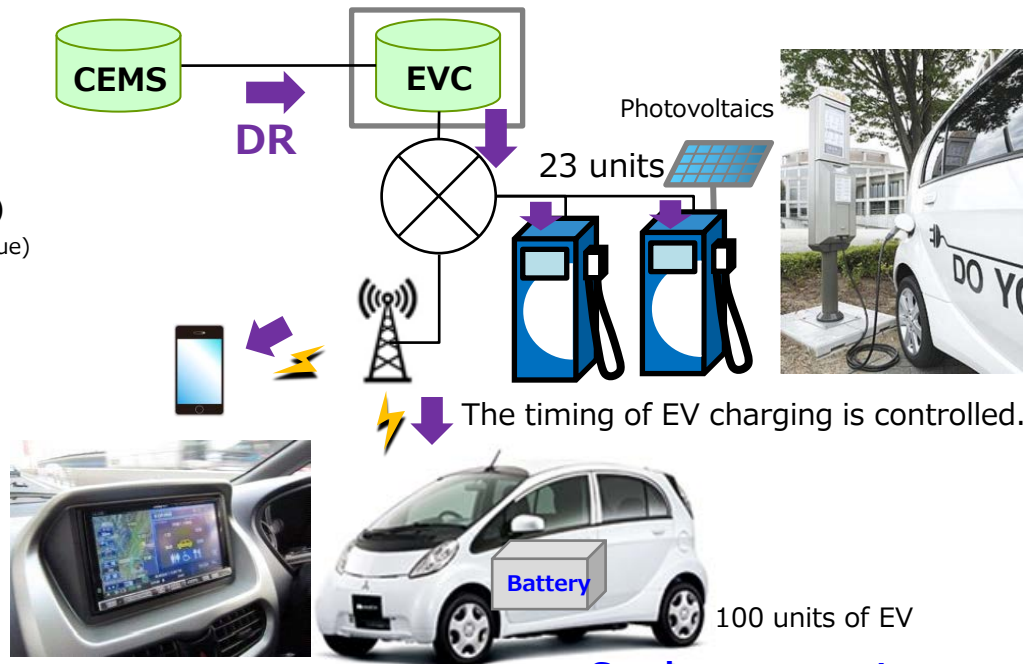 CEMS
EVC
DR
Photovoltaics
23 units
)
ue)
DO YO
The timing of EV charging is controlled.
Battery
100 units of EV